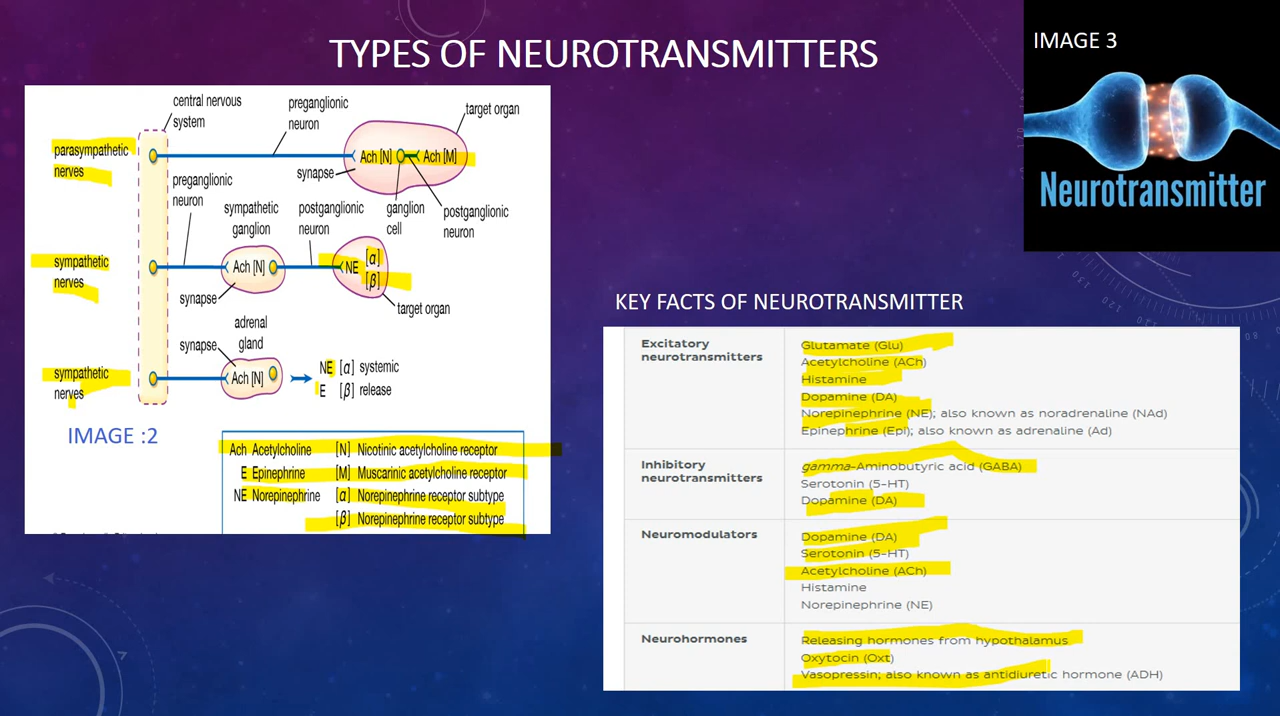 TYPES OF NEUROTRANSMITTERS
IMAGE 3
Neurotransmitter
central nervous
system
preganglionic
neuron
target organ
parasympathetic
nerves
Ach [N]
Ach [M]
synapse
preganglionic
neuron
sympathetic
ganglion
postganglionic
neuron
ganglion
cell
postganglionic
neuron
sympathetic
nerves
Ach [N]
NE
[α]
[β]
synapse
target organ
adrenal
gland
synapse
sympathetic
nerves
Ach [N]
NE [α] systemic
E [β] release
IMAGE :2
Ach Acetylcholine [N] Nicotinic acetylcholine receptor
E Epinephrine [M] Muscarinic acetylcholine receptor
NE Norepinephrine [α] Norepinephrine receptor subtype
[β] Norepinephrine receptor subtype
KEY FACTS OF NEUROTRANSMITTER
Excitatory
neurotransmitters
Glutamate (Glu)
Acetylcholine (ACh)
Histamine
Dopamine (DA)
Norepinephrine (NE); also known as noradrenaline (NAd)
Epinephrine (Epi); also known as adrenaline (Ad)
Inhibitory
neurotransmitters
gamma-Aminobutyric acid (GABA)
Serotonin (5-HT)
Dopamine (DA)
Neuromodulators
Dopamine (DA)
Serotonin (5-HT)
Acetylcholine (ACh)
Histamine
Norepinephrine (NE)
Neurohormones
Releasing hormones from hypothalamus
Oxytocin (Oxt)
Vasopressin; also known as antidiuretic hormone (ADH)